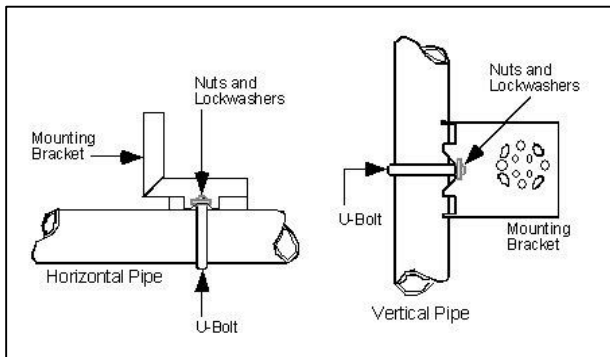 Nuts and
Lockwashers
Mounting
Bracket
Horizontal Pipe
U-Bolt
Nuts and
Lockwashers
U-Bolt
Mounting
Bracket
Vertical Pipe